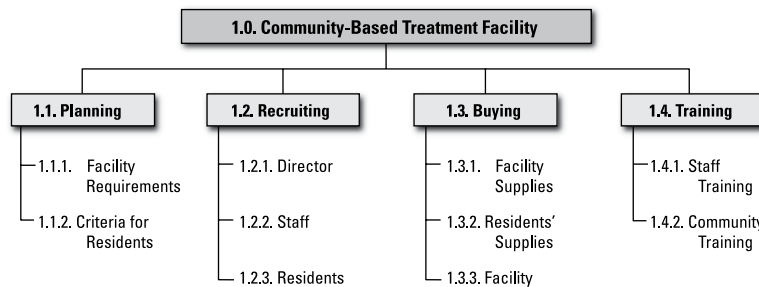 1.0. Community-Based Treatment Facility
1.1. Planning
1.1.1. Facility
Requirements
1.1.2. Criteria for
Residents
1.2. Recruiting
1.2.1. Director
1.2.2. Staff
1.2.3. Residents
1.3. Buying
1.3.1. Facility
Supplies
1.3.2. Residents'
Supplies
1.3.3. Facility
1.4. Training
1.4.1. Staff
Training
1.4.2. Community
Training